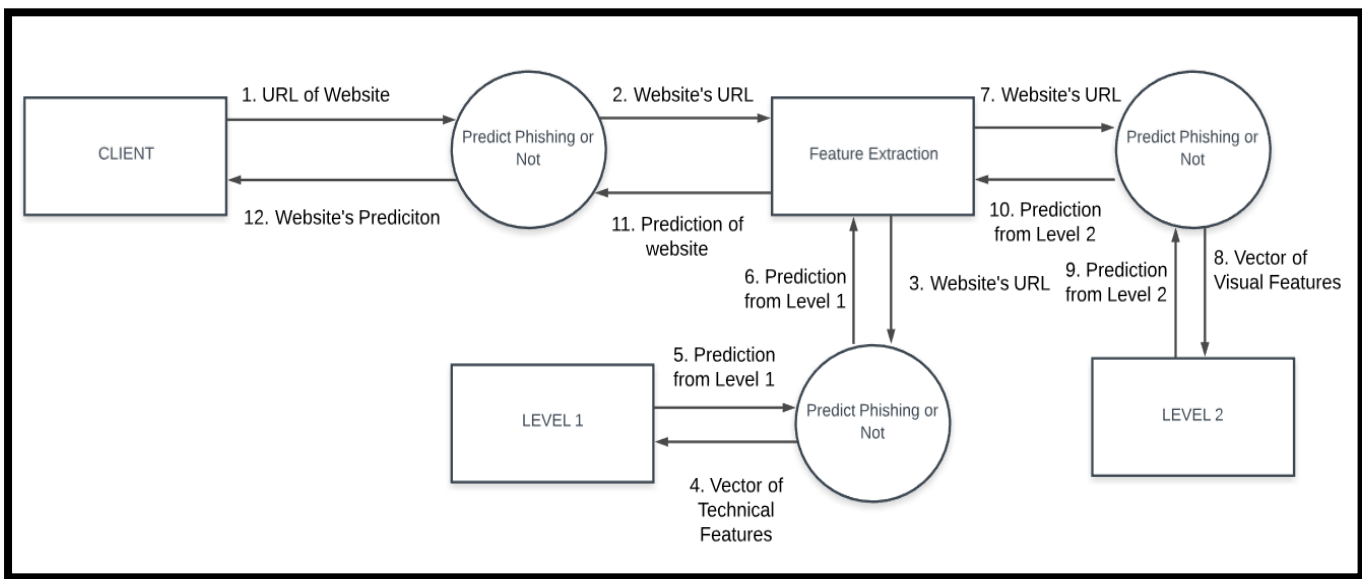 1. URL of Website
2. Website's URL
7. Website's URL
CLIENT
Predict Phishing or
Not
Feature Extraction
Predict Phishing or
Not
12. Website's Prediciton
11. Prediction of
website
10. Prediction
from Level 2
6. Prediction
from Level 1
3. Website's URL
9. Prediction
from Level 2
8. Vector of
Visual Features
5. Prediction
from Level 1
LEVEL 1
Predict Phishing or
Not
LEVEL 2
4. Vector of
Technical
Features